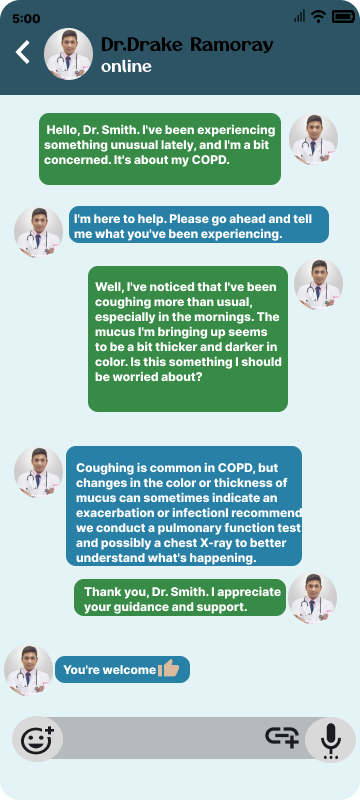 5:00
Dr.Drake Ramoray
online
Hello, Dr. Smith. I've been experiencing
something unusual lately, and I'm a bit
concerned. It's about my COPD.
I'm here to help. Please go ahead and tell
me what you've been experiencing.
Well, I've noticed that I've been
coughing more than usual,
especially in the mornings. The
mucus I'm bringing up seems
to be a bit thicker and darker in
color. Is this something I should
be worried about?
Coughing is common in COPD, but
changes in the color or thickness of
mucus can sometimes indicate an
exacerbation or infectionI recommend
we conduct a pulmonary function test
and possibly a chest X-ray to better
understand what's happening.
Thank you, Dr. Smith. I appreciate
your guidance and support.
You're welcome